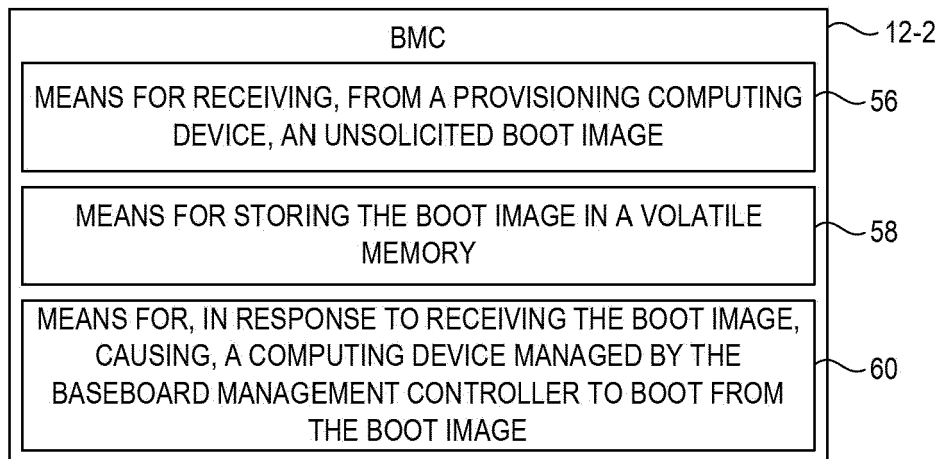 BMC
12-2
MEANS FOR RECEIVING, FROM A PROVISIONING COMPUTING
DEVICE, AN UNSOLICITED BOOT IMAGE
56
MEANS FOR STORING THE BOOT IMAGE IN A VOLATILE
MEMORY
58
MEANS FOR, IN RESPONSE TO RECEIVING THE BOOT IMAGE,
CAUSING, A COMPUTING DEVICE MANAGED BY THE
BASEBOARD MANAGEMENT CONTROLLER TO BOOT FROM
THE BOOT IMAGE
60